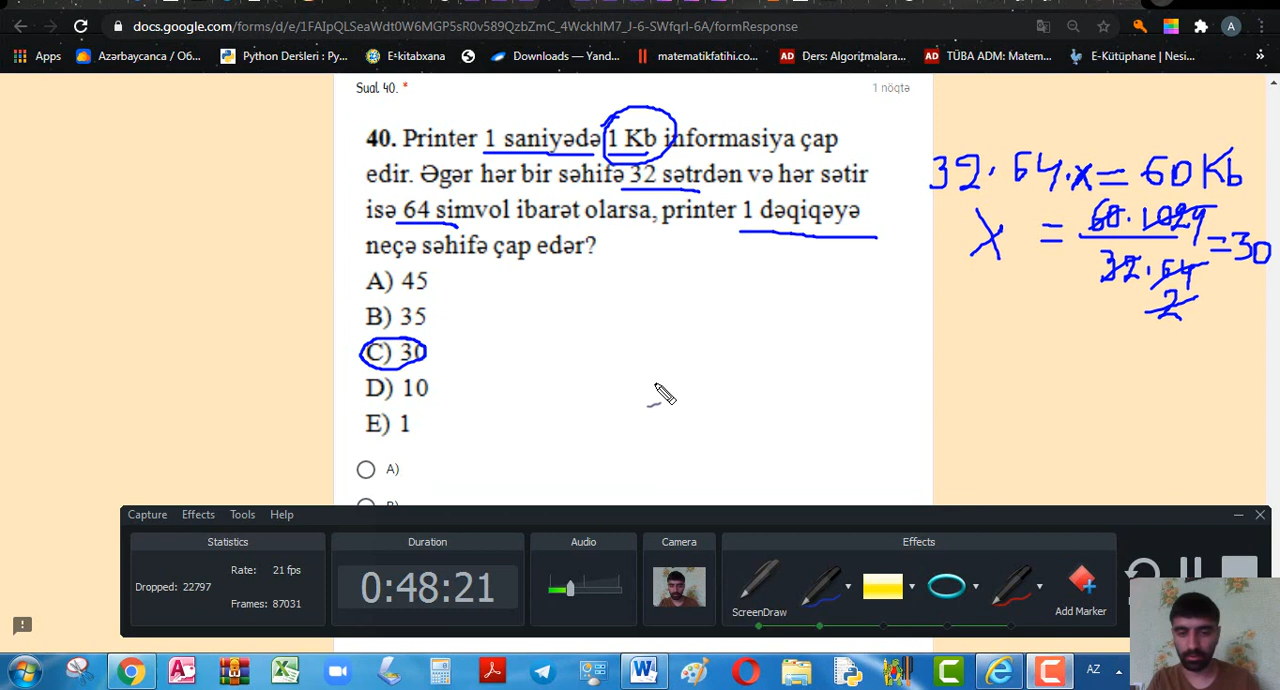 docs.google.com/forms/d/e/1FAIpQLSeaWdt0W6MGP5sR0v589QzbZmC_4WckhlM7_J-6-SWfqrl-6A/formResponse
A
Apps Azərbaycanca / Об... Python Dersleri : Py... E-kitabxana Downloads — Yand... matematikfatihi.co... AD Ders: Algoritmalara... AD TÜBA ADM: Matem... E-Kütüphane | Nesi... »
Sual 40. * 1 nöqtə
40. Printer 1 saniyədə 1 Kb informasiya çap
edir. Əgər hər bir səhifə 32 sətrdən və hər sətir
isə 64 simvol ibarət olarsa, printer 1 dəqiqəyə
neçə səhifə çap edər?
A) 45
B) 35
C) 30
D) 10
E) 1
A)
32·64·x=60Kb
x = 60·1024
32·64
=30
2
Capture Effects Tools Help
Statistics
Dropped: 22797
Rate: 21 fps
Frames: 87031
Duration
0:48:21
Audio
Camera
Effects
ScreenDraw
Add Marker
AZ